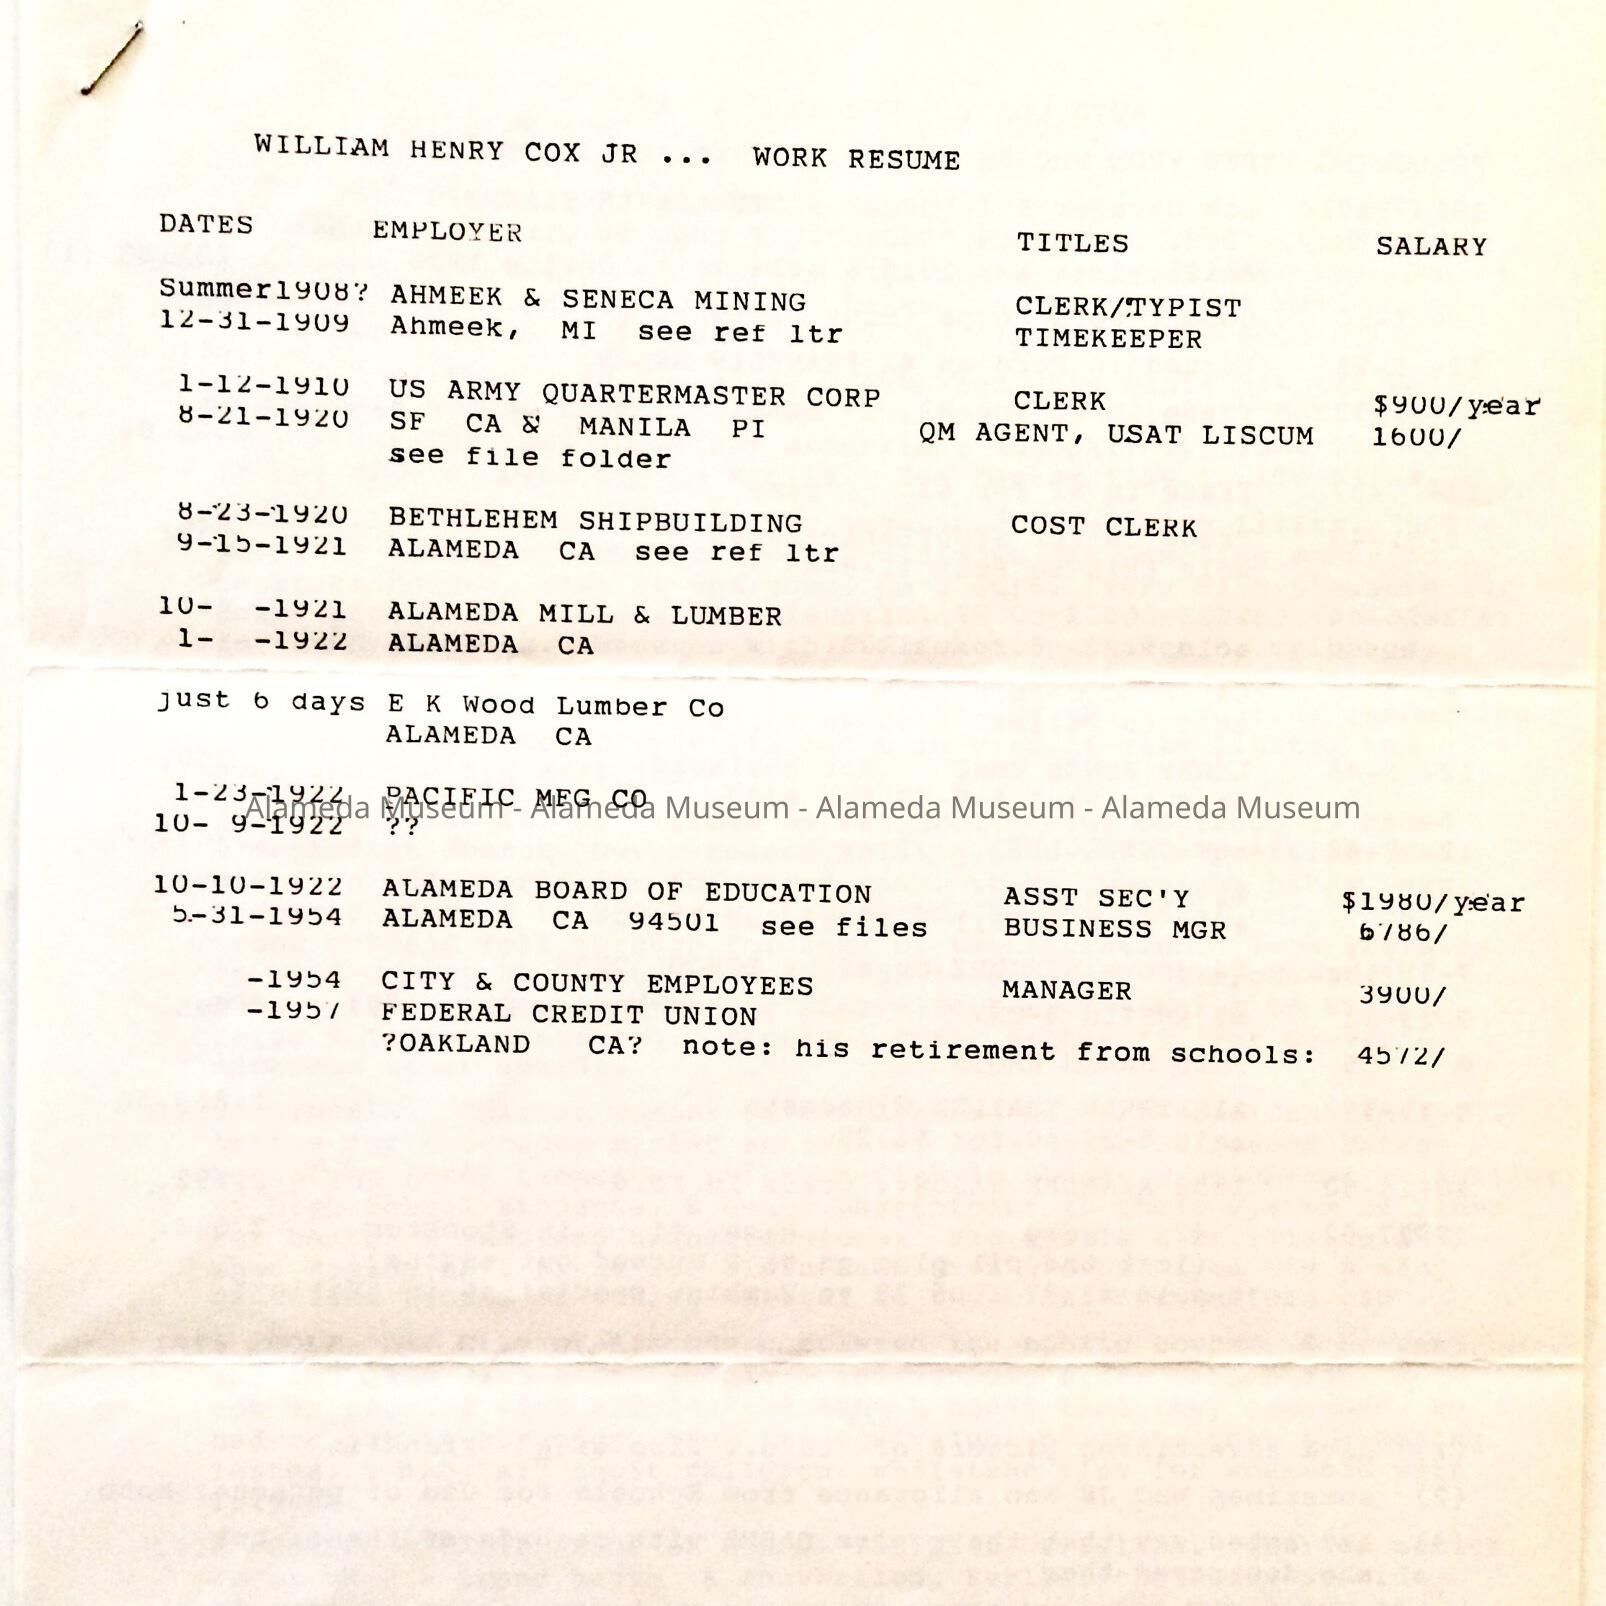 WILLIAM HENRY COX JR ... WORK RESUME
DATES EMPLOYER TITLES SALARY
Summer1908? AHMEEK & SENECA MINING CLERK/TYPIST
12-31-1909 Ahmeek, MI see ref ltr TIMEKEEPER
1-12-1910 US ARMY QUARTERMASTER CORP CLERK $900/year
8-21-1920 SF CA & MANILA PI QM AGENT, USAT LISCUM 1600/
see file folder
8-23-1920 BETHLEHEM SHIPBUILDING COST CLERK
9-15-1921 ALAMEDA CA see ref ltr
10- -1921 ALAMEDA MILL & LUMBER
1- -1922 ALAMEDA CA
just 6 days E K Wood Lumber Co
ALAMEDA CA
1-23-1922 PACIFIC MFG CO
Alameda Museum - Alameda Museum - Alameda Museum - Alameda Museum
10- 9-1922 ??
10-10-1922 ALAMEDA BOARD OF EDUCATION ASST SEC'Y $1980/year
5-31-1954 ALAMEDA CA 94501 see files BUSINESS MGR 6786/
-1954 CITY & COUNTY EMPLOYEES MANAGER 3900/
-1957 FEDERAL CREDIT UNION
?OAKLAND CA? note: his retirement from schools: 4572/